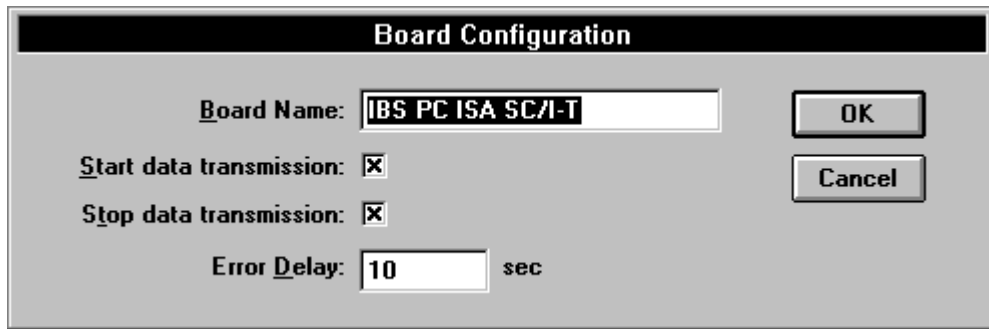 Board Configuration
Board Name: IBS PC ISA SC/I-T OK
Start data transmission:
Cancel
Stop data transmission:
Error Delay: 10 sec